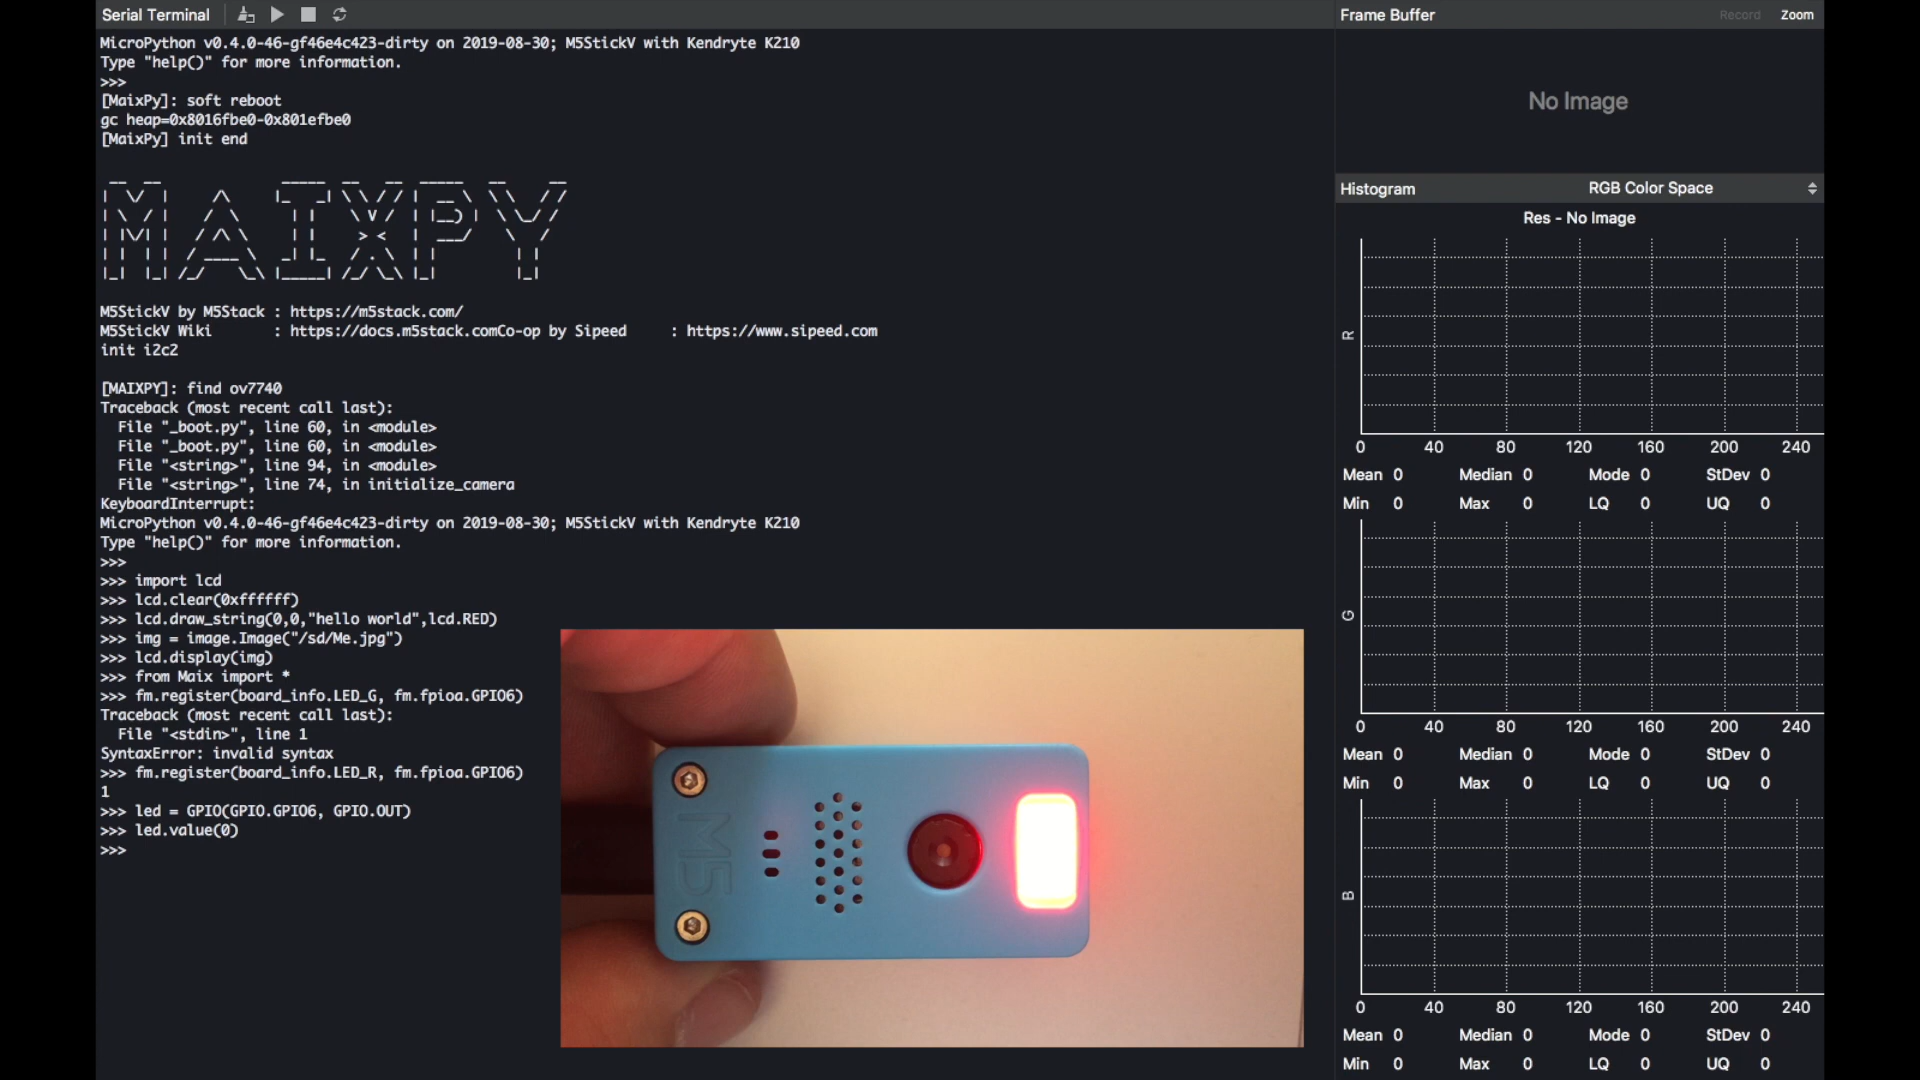 Serial Terminal
MicroPython v0.4.0-46-gf46e4c423-dirty on 2019-08-30; M5StickV with Kendryte K210
Type "help()" for more information.
>>>
[MaixPy]: soft reboot
gc heap=0x8016fbe0-0x801efbe0
[MaixPy] init end
MAIXPY
M5StickV by M5Stack : https://m5stack.com/
M5StickV Wiki       : https://docs.m5stack.comCo-op by Sipeed     : https://www.sipeed.com
init i2c2
[MAIXPY]: find ov7740
Traceback (most recent call last):
  File "_boot.py", line 60, in <module>
  File "_boot.py", line 60, in <module>
  File "<string>", line 94, in <module>
  File "<string>", line 74, in initialize_camera
KeyboardInterrupt:
MicroPython v0.4.0-46-gf46e4c423-dirty on 2019-08-30; M5StickV with Kendryte K210
Type "help()" for more information.
>>>
>>> import lcd
>>> lcd.clear(0xffffff)
>>> lcd.draw_string(0,0,"hello world",lcd.RED)
>>> img = image.Image("/sd/Me.jpg")
>>> lcd.display(img)
>>> from Maix import *
>>> fm.register(board_info.LED_G, fm.fpioa.GPIO6)
Traceback (most recent call last):
  File "<stdin>", line 1
SyntaxError: invalid syntax
>>> fm.register(board_info.LED_R, fm.fpioa.GPIO6)
1
>>> led = GPIO(GPIO.GPIO6, GPIO.OUT)
>>> led.value(0)
>>>
M5
Frame Buffer Record Zoom
No Image
Histogram RGB Color Space
Res - No Image
R
0 40 80 120 160 200 240
Mean 0 Median 0 Mode 0 StDev 0
Min 0 Max 0 LQ 0 UQ 0
G
0 40 80 120 160 200 240
Mean 0 Median 0 Mode 0 StDev 0
Min 0 Max 0 LQ 0 UQ 0
B
0 40 80 120 160 200 240
Mean 0 Median 0 Mode 0 StDev 0
Min 0 Max 0 LQ 0 UQ 0